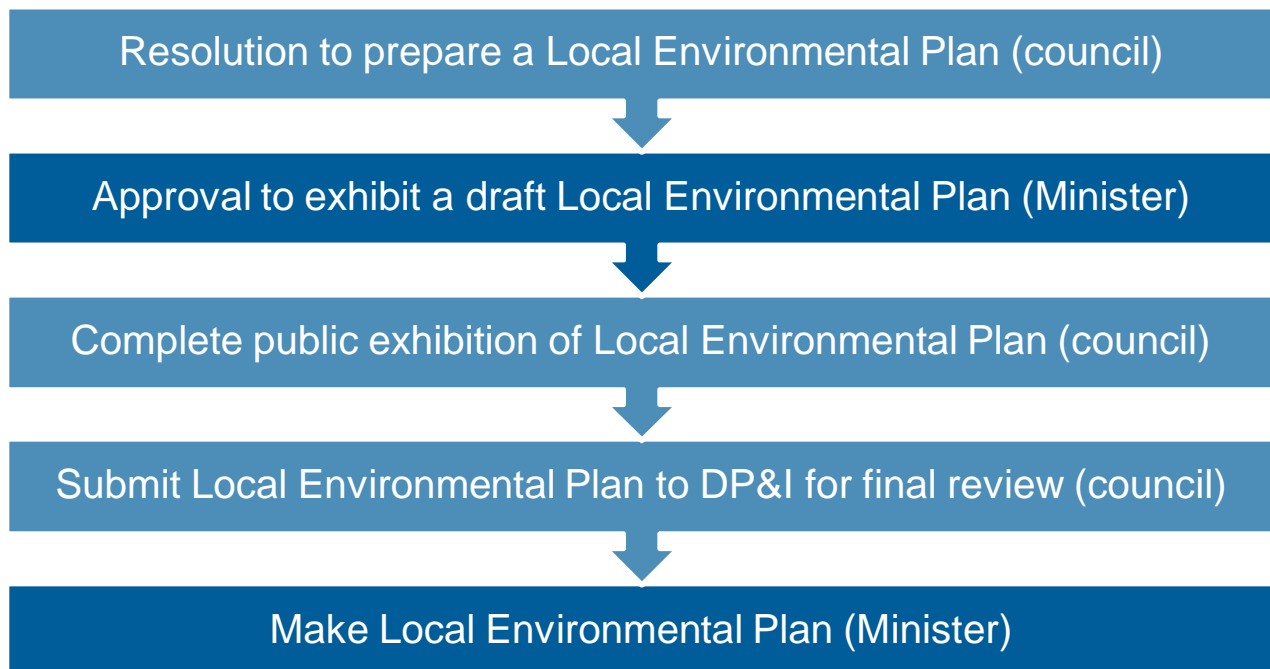 Resolution to prepare a Local Environmental Plan (council)
Approval to exhibit a draft Local Environmental Plan (Minister)
Complete public exhibition of Local Environmental Plan (council)
Submit Local Environmental Plan to DP&I for final review (council)
Make Local Environmental Plan (Minister)